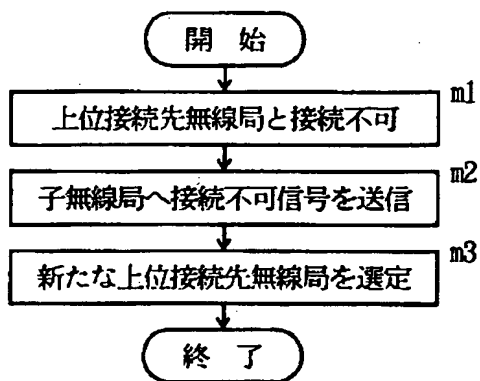 開 始
m1
上位接続先無線局と接続不可
m2
子無線局へ接続不可信号を送信
m3
新たな上位接続先無線局を選定
終 了